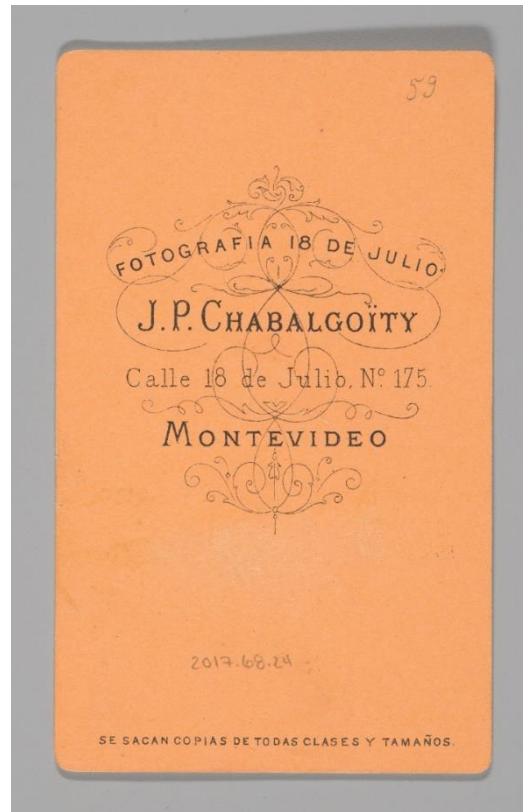 59
FOTOGRAFIA 18 DE JULIO
J.P. CHABALGOÏTY
Calle 18 de Julio, Nº 175.
MONTEVIDEO
2017.68.24
SE SACAN COPIAS DE TODAS CLASES Y TAMAÑOS.